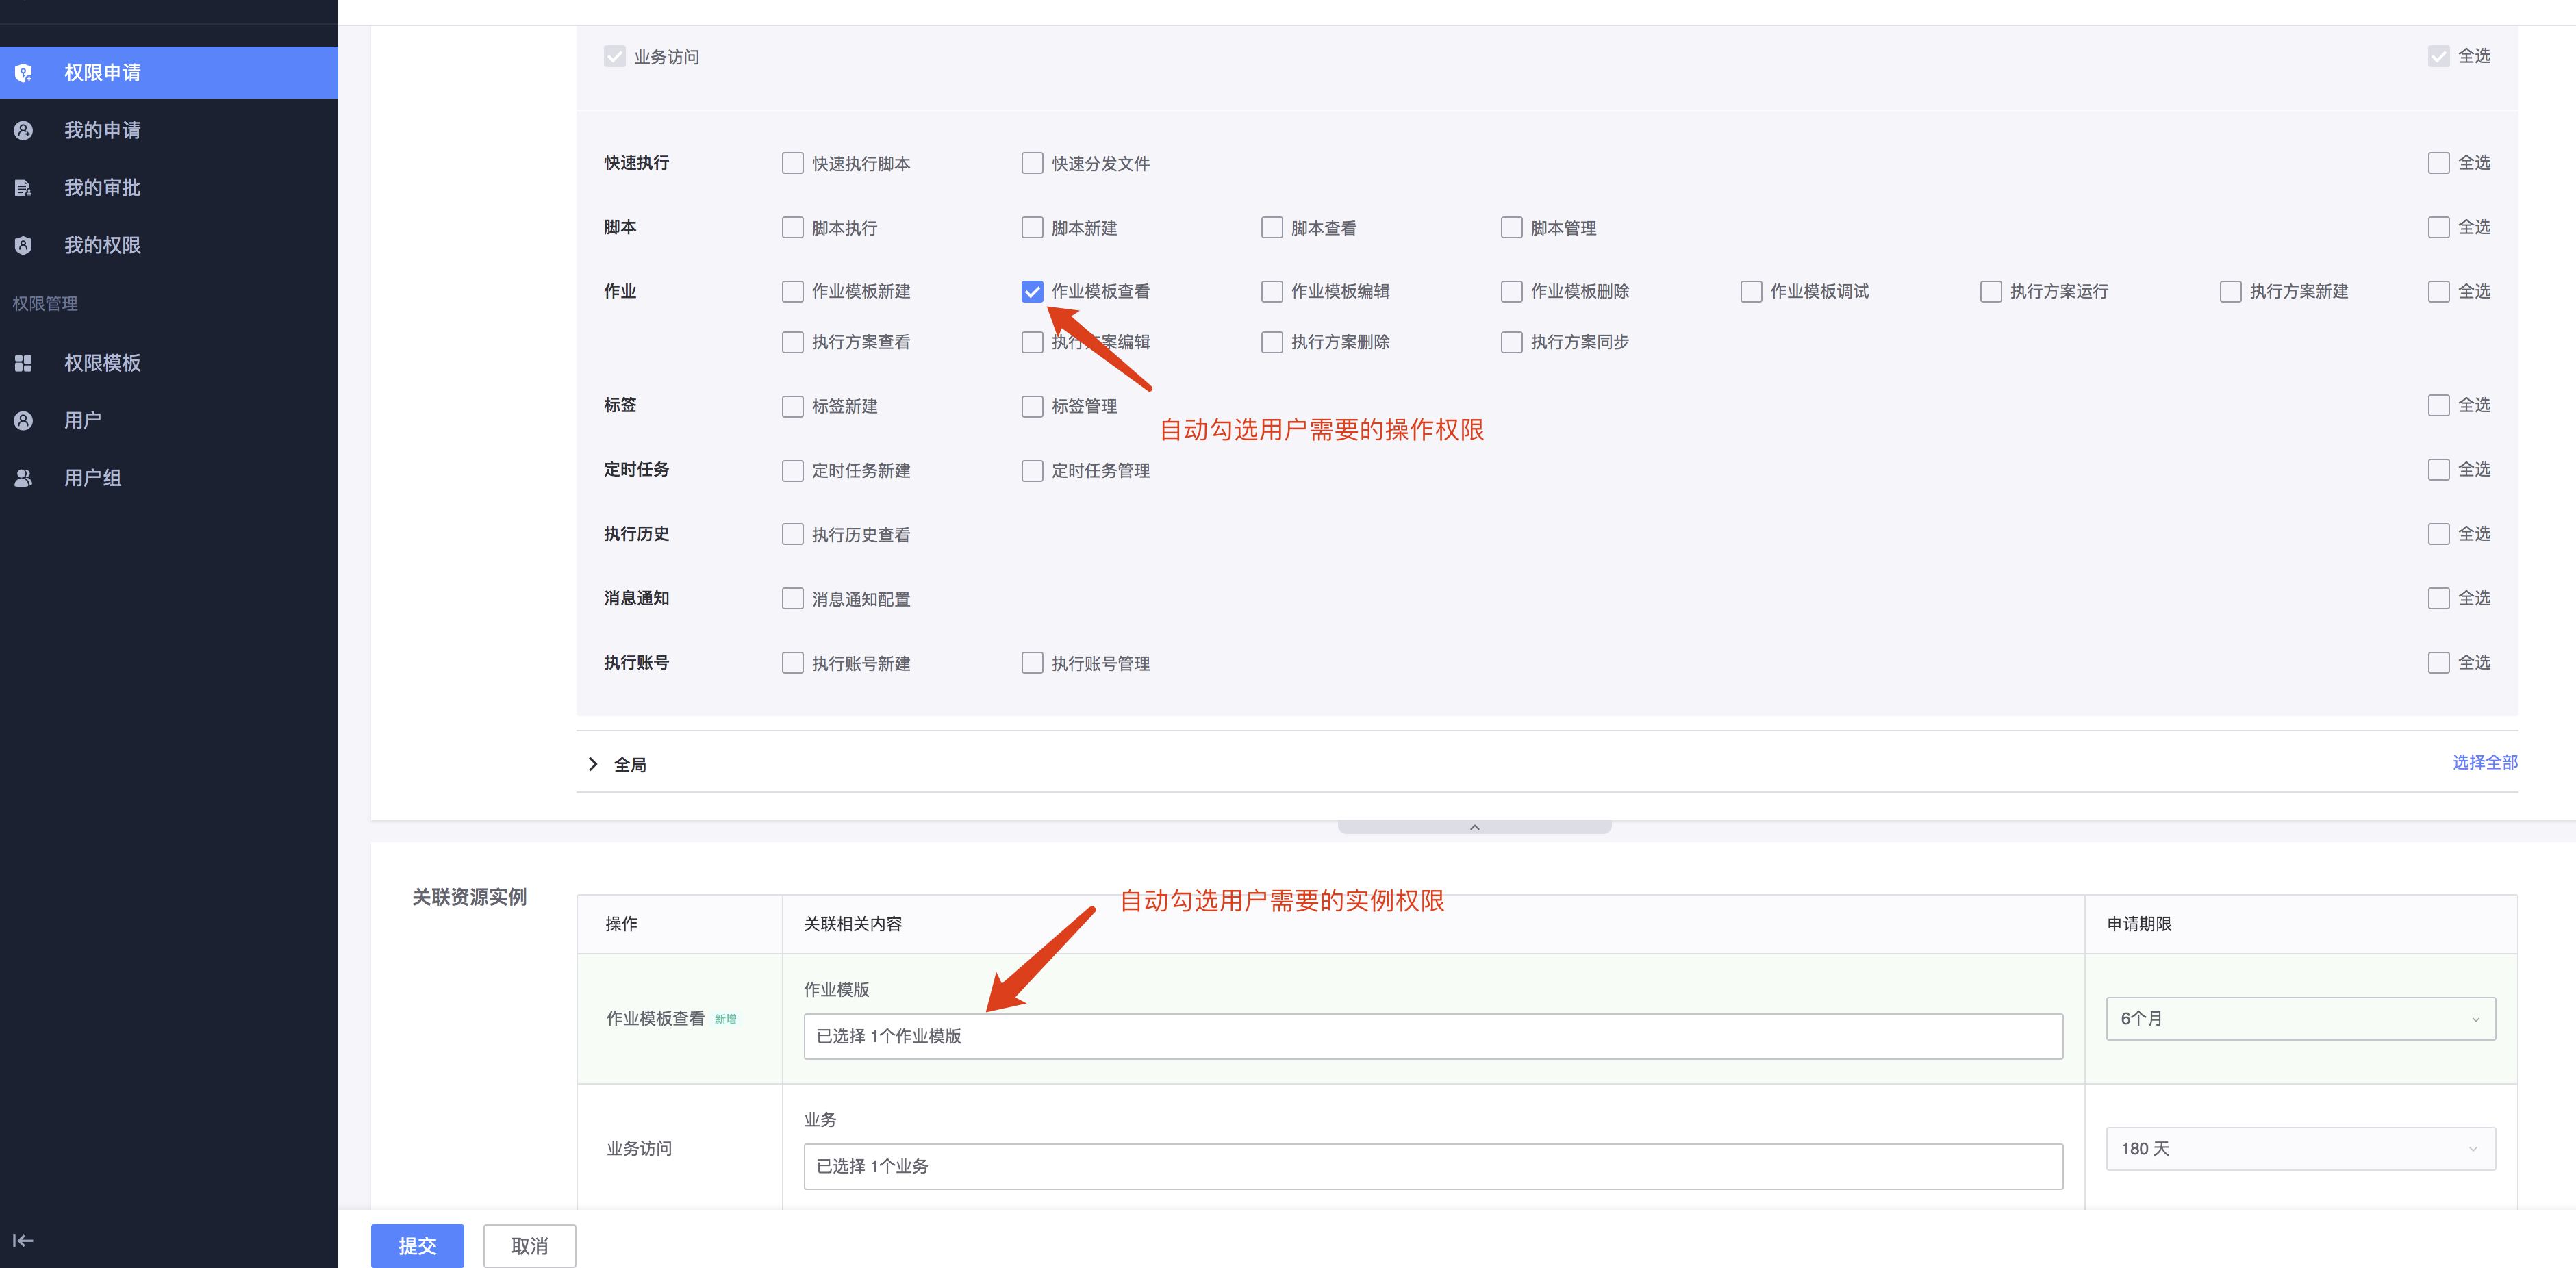 权限申请
我的申请
我的审批
我的权限
权限管理
权限模板
用户
用户组
业务访问 全选
快速执行 快速执行脚本 快速分发文件 全选
脚本 脚本执行 脚本新建 脚本查看 脚本管理 全选
作业 作业模板新建 作业模板查看 作业模板编辑 作业模板删除 作业模板调试 执行方案运行 执行方案新建 全选
执行方案查看 执行方案编辑 执行方案删除 执行方案同步
标签 标签新建 标签管理 全选
自动勾选用户需要的操作权限
定时任务 定时任务新建 定时任务管理 全选
执行历史 执行历史查看 全选
消息通知 消息通知配置 全选
执行账号 执行账号新建 执行账号管理 全选
全局 选择全部
关联资源实例
自动勾选用户需要的实例权限
操作 关联相关内容 申请期限
作业模版
作业模板查看 新增 已选择 1个作业模版 6个月
业务
业务访问 已选择 1个业务 180 天
提交 取消